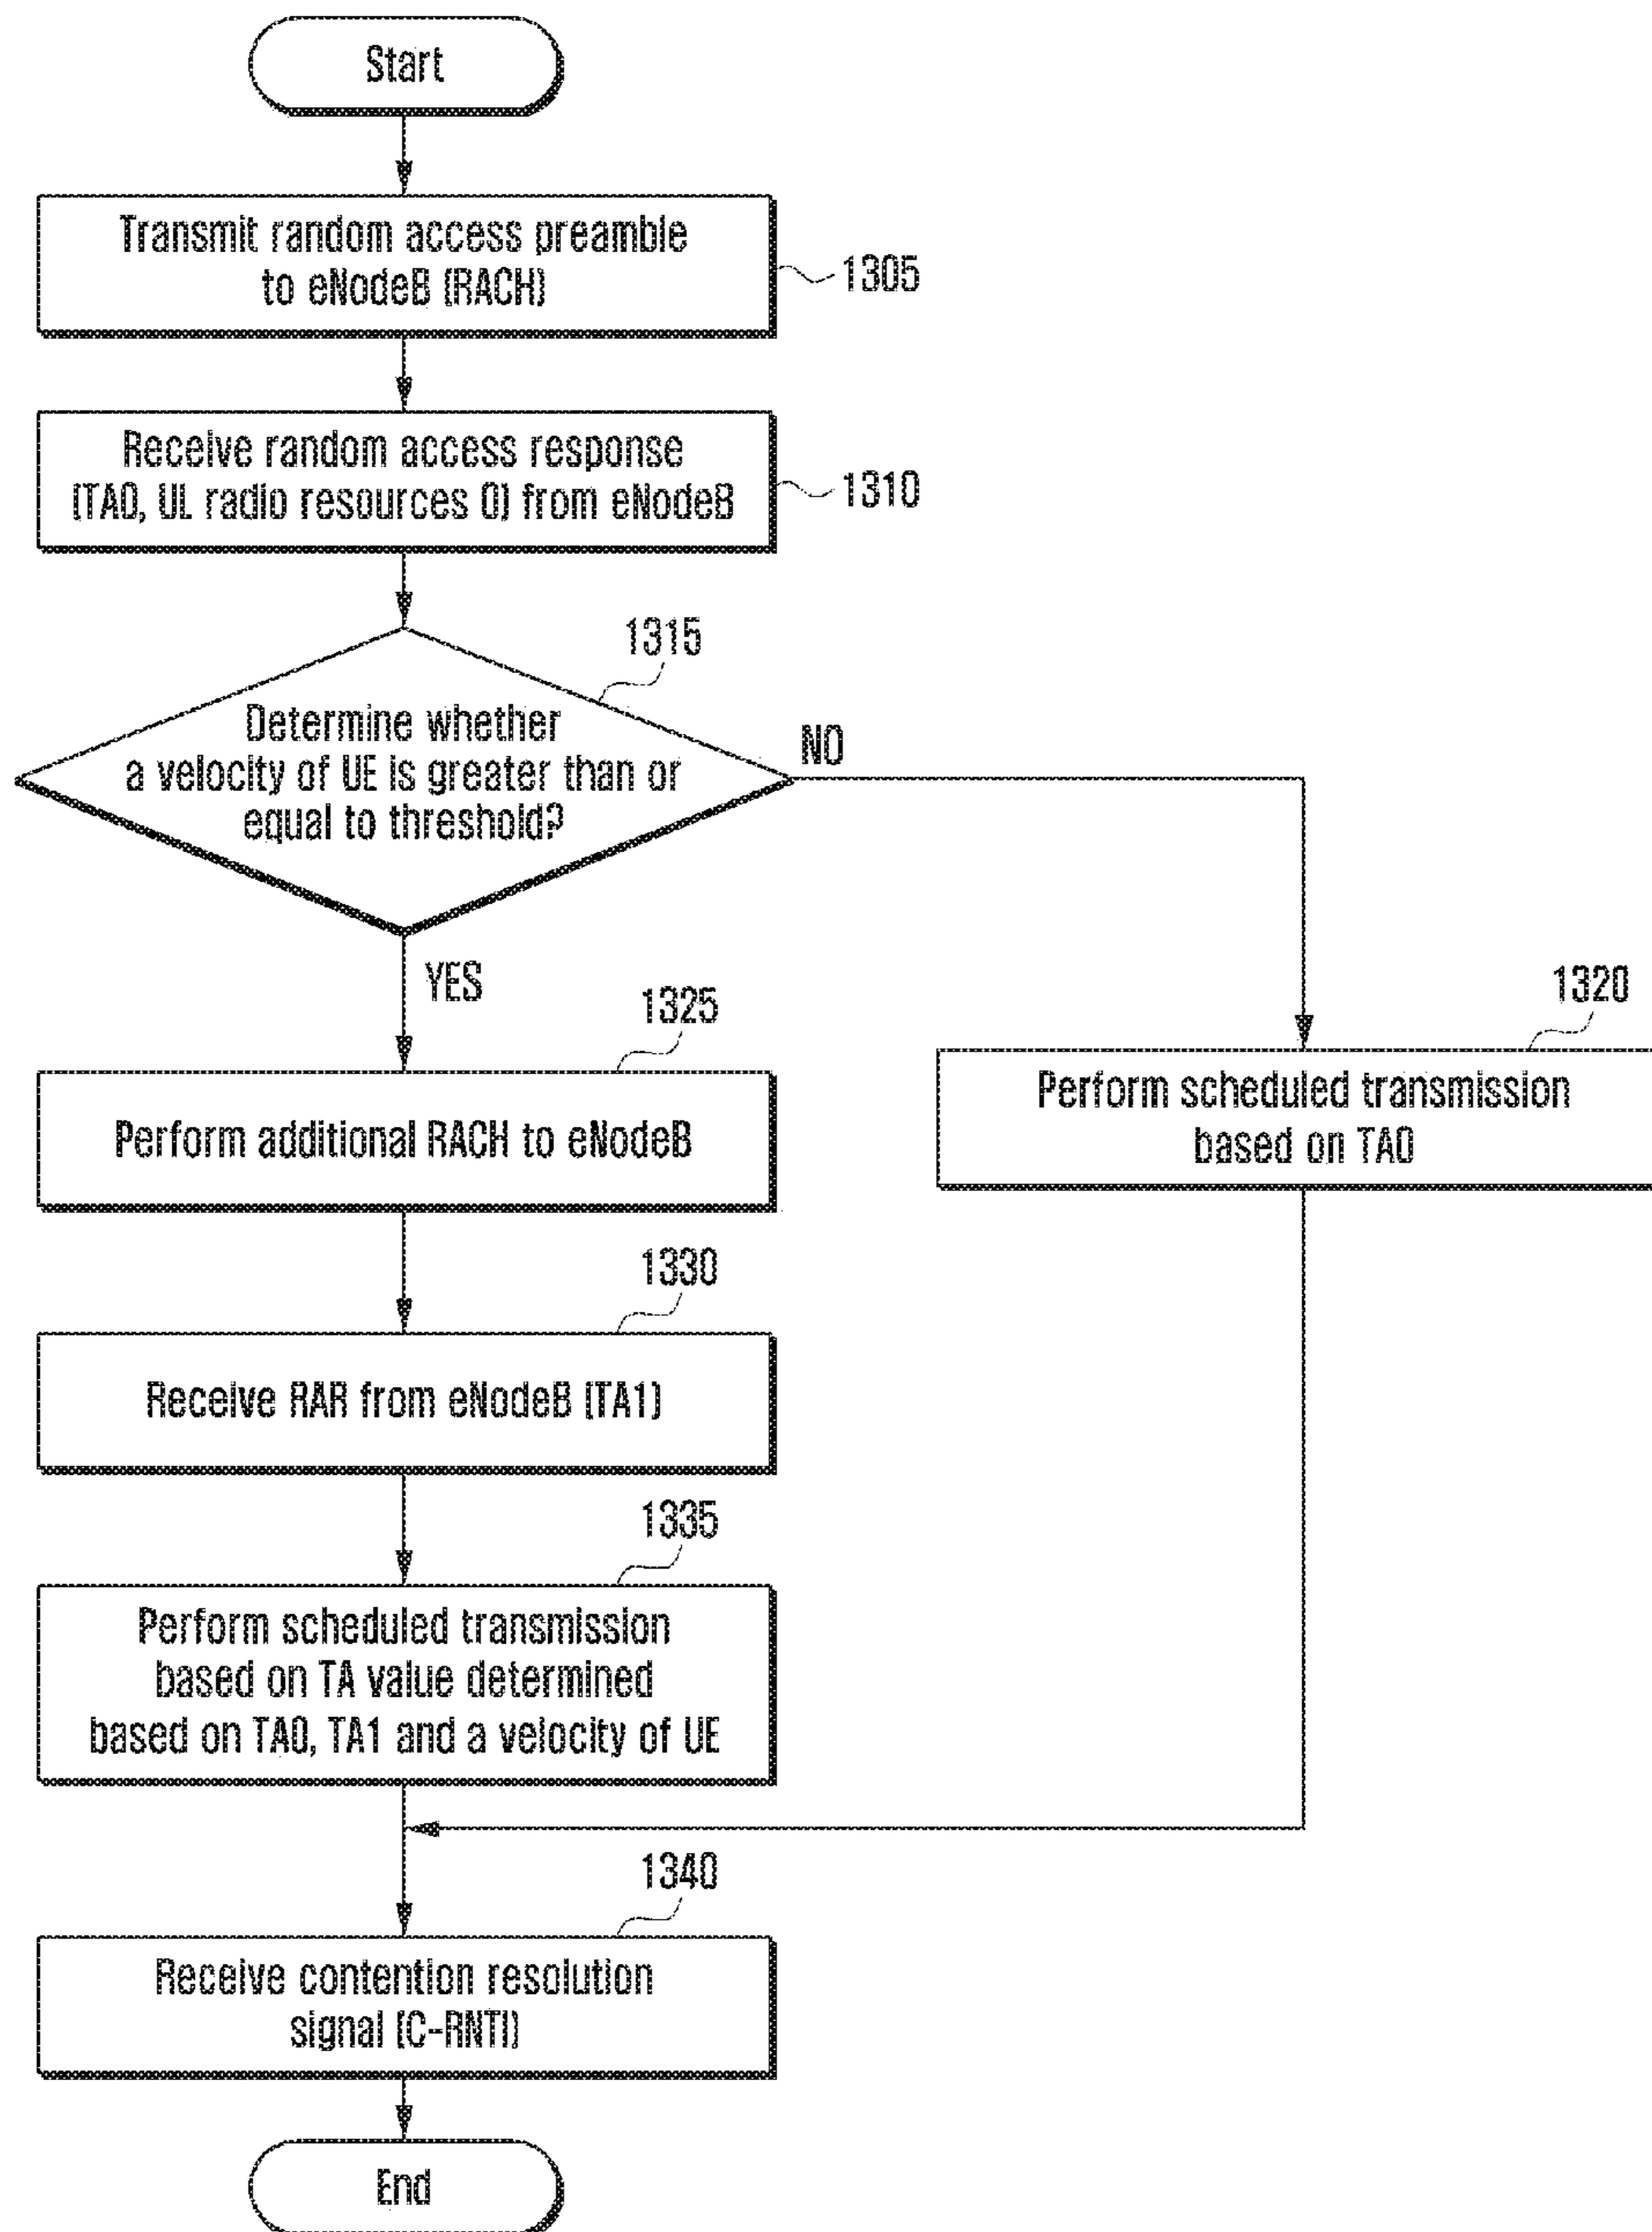 Start
Transmit random access preamble
to eNodeB (RACH)
1305
Receive random access response
(TA0, UL radio resources 0) from eNodeB
1310
1315
Determine whether
a velocity of UE is greater than or
equal to threshold?
NO
YES
1325
Perform additional RACH to eNodeB
1320
Perform scheduled transmission
based on TA0
1330
Receive RAR from eNodeB (TA1)
1335
Perform scheduled transmission
based on TA value determined
based on TA0, TA1 and a velocity of UE
1340
Receive contention resolution
signal (C-RNTI)
End